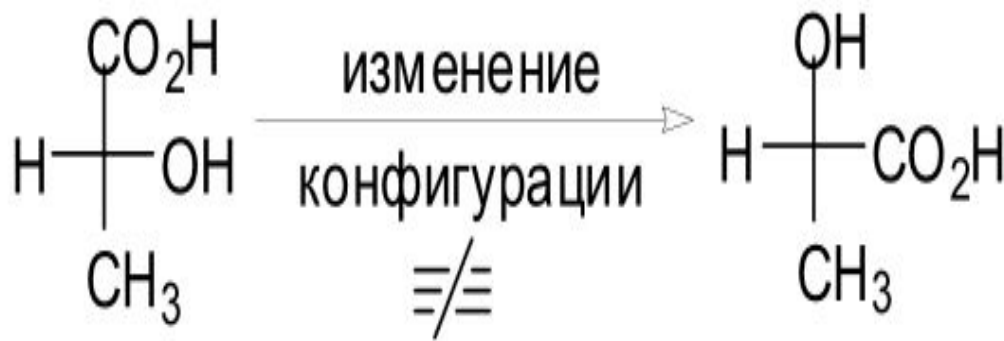 CO₂H
H OH
CH₃
изменение
конфигурации
≢
OH
H CO₂H
CH₃